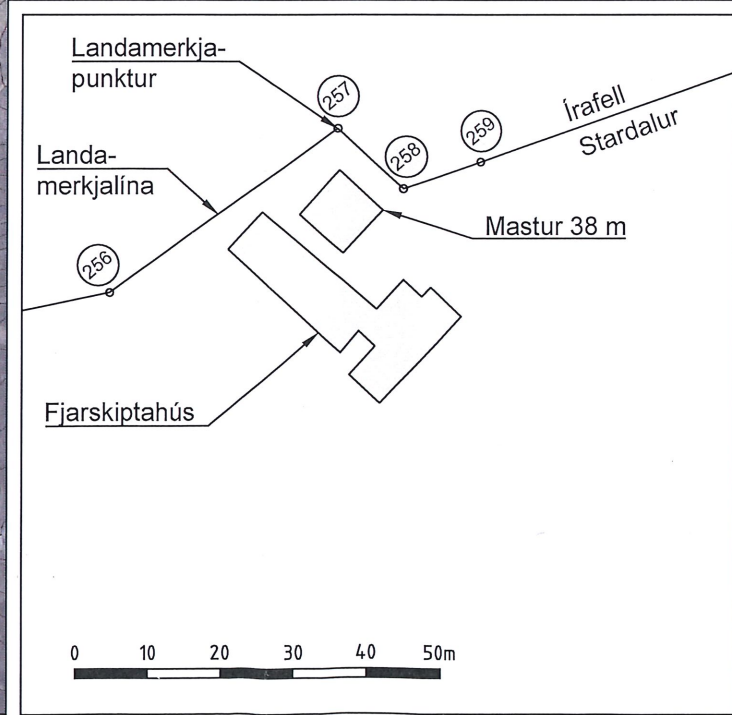 Landamerkja-
punktur
257
258
259
Írafell
Stardalur
Landa-
merkjalína
Mastur 38 m
256
Fjarskiptahús
0 10 20 30 40 50m